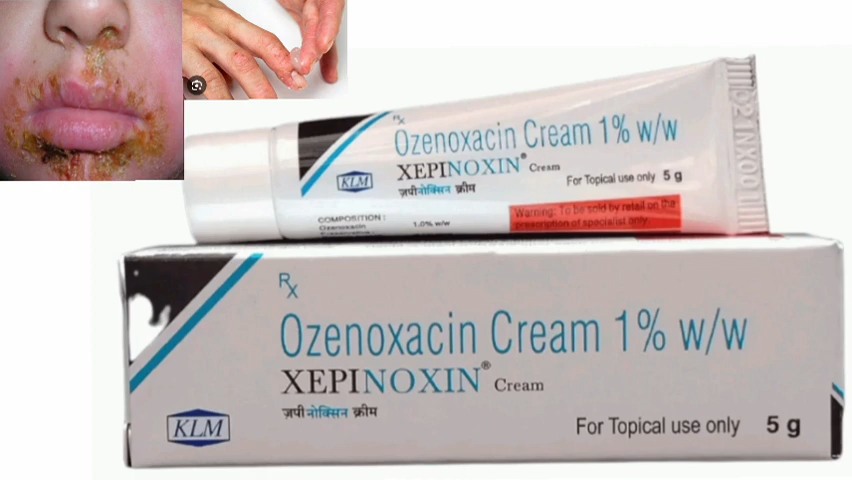 Rx
Ozenoxacin Cream 1% w/w
XEPINOXIN® Cream
KLM
ज़पीनोक्सिन क्रीम
For Topical use only 5 g
COMPOSITION :
Ozenoxacin 1.0% w/w
Warning: To be sold by retail on the
prescription of specialist only.
Rx
Ozenoxacin Cream 1% w/w
XEPINOXIN® Cream
ज़पीनोक्सिन क्रीम
KLM
For Topical use only 5 g